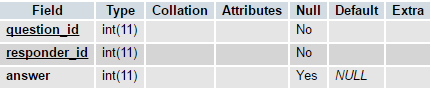 Field Type Collation Attributes Null Default Extra
question_id int(11) No
responder_id int(11) No
answer int(11) Yes NULL